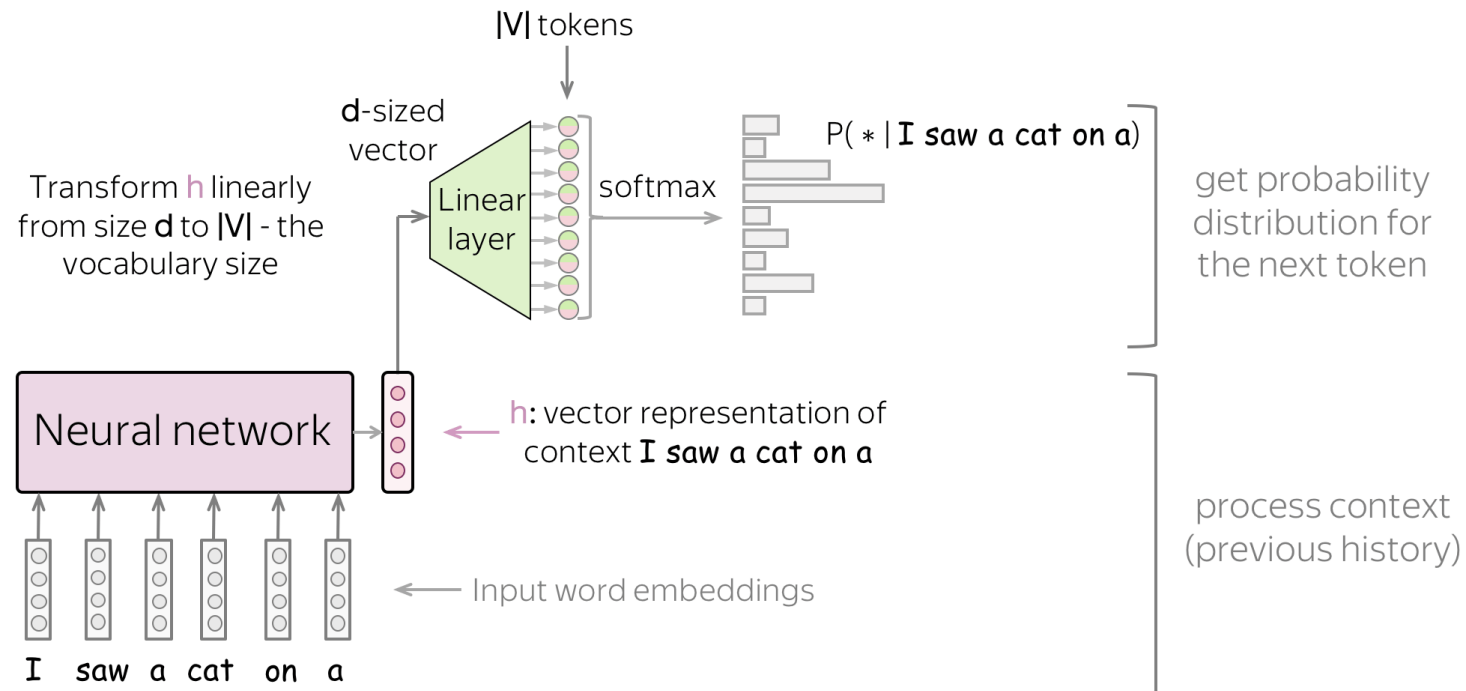 |V| tokens
d-sized
vector
Transform h linearly
from size d to |V| - the
vocabulary size
Linear
layer
softmax
P( * | I saw a cat on a)
get probability
distribution for
the next token
Neural network
h: vector representation of
context I saw a cat on a
process context
(previous history)
Input word embeddings
I saw a cat on a